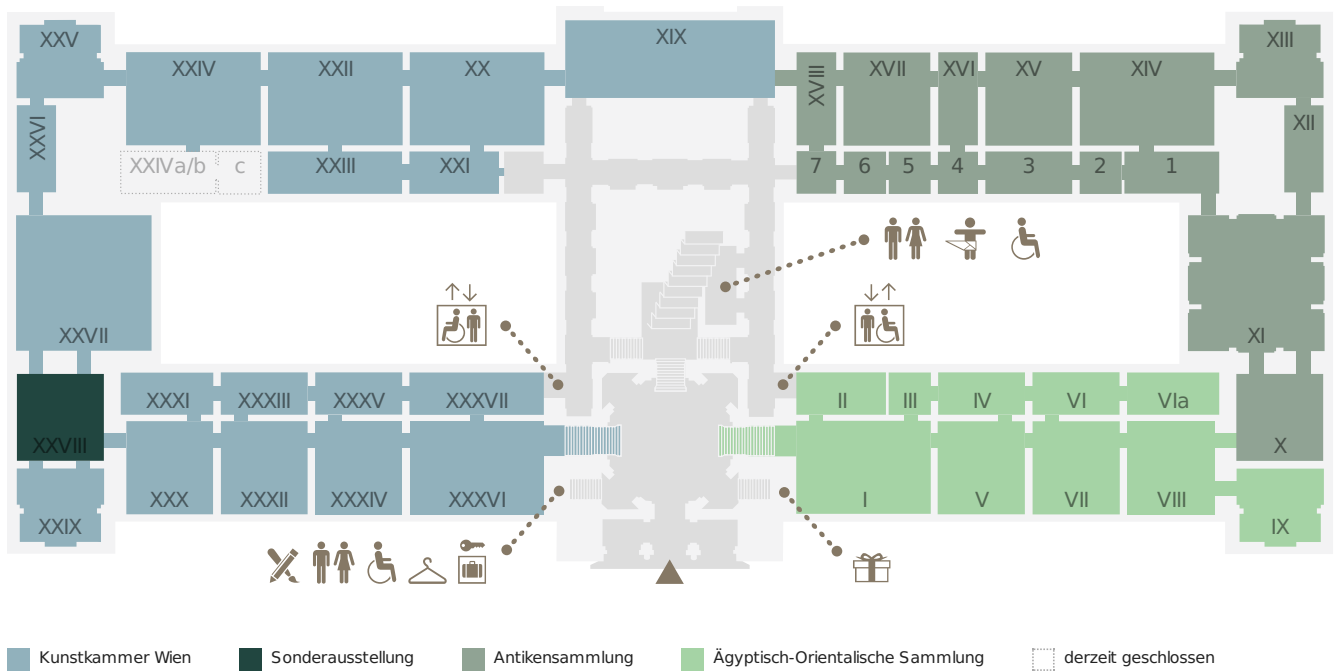 XXV
XXIV
XXII
XX
XIX
XVIII
XVII
XVI
XV
XIV
XIII
XXVI
XII
XXIVa/b
c
XXIII
XXI
7
6
5
4
3
2
1
XXVII
XI
XXVIII
XXXI
XXXIII
XXXV
XXXVII
II
III
IV
VI
VIa
X
XXX
XXXII
XXXIV
XXXVI
I
V
VII
VIII
XXIX
IX
Kunstkammer Wien
Sonderausstellung
Antikensammlung
Ägyptisch-Orientalische Sammlung
derzeit geschlossen